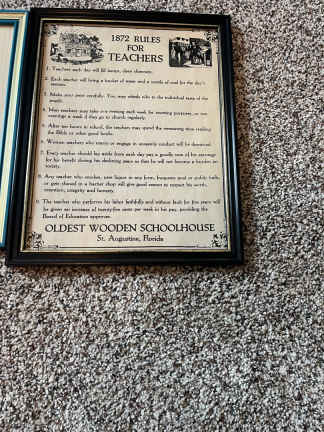 1872 RULES
FOR
TEACHERS
1. Teachers each day will fill lamps, clean chimneys.
2. Each teacher will bring a bucket of water and a scuttle of coal for the day's
session.
3. Make your pens carefully. You may whittle nibs to the individual taste of the
pupils.
4. Men teachers may take one evening each week for courting purposes, or two
evenings a week if they go to church regularly.
5. After ten hours in school, the teachers may spend the remaining time reading
the Bible or other good books.
6. Women teachers who marry or engage in unseemly conduct will be dismissed.
7. Every teacher should lay aside from each day pay a goodly sum of his earnings
for his benefit during his declining years so that he will not become a burden on
society.
8. Any teacher who smokes, uses liquor in any form, frequents pool or public halls,
or gets shaved in a barber shop will give good reason to suspect his worth,
intention, integrity and honesty.
9. The teacher who performs his labor faithfully and without fault for five years will
be given an increase of twenty-five cents per week in his pay, providing the
Board of Education approves.
OLDEST WOODEN SCHOOLHOUSE
St. Augustine, Florida